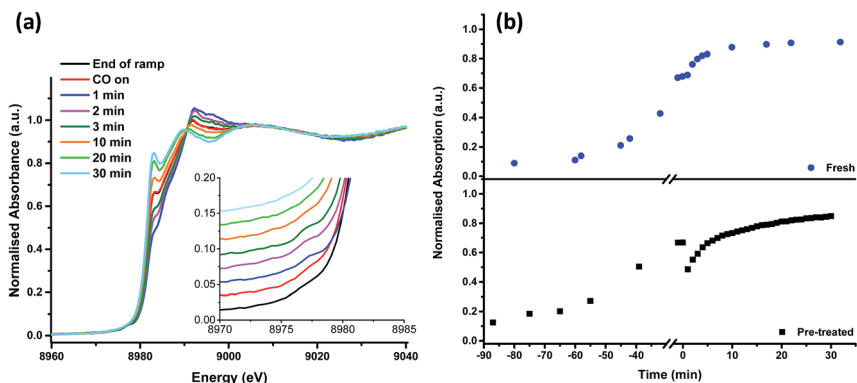 (a)
Normalised Absorbance (a.u.)
1.2
1.0
0.8
0.6
0.4
0.2
0.0
End of ramp
CO on
1 min
2 min
3 min
10 min
20 min
30 min
0.20
0.15
0.10
0.05
0.00
8970 8975 8980 8985
8960 8980 9000 9020 9040
Energy (eV)
(b)
Normalised Absorption (a.u.)
1.0
0.8
0.6
0.4
0.2
0.0
Fresh
1.0
0.8
0.6
0.4
0.2
0.0
Pre-treated
-90 -80 -70 -60 -50 -40 -30 0 10 20 30
Time (min)